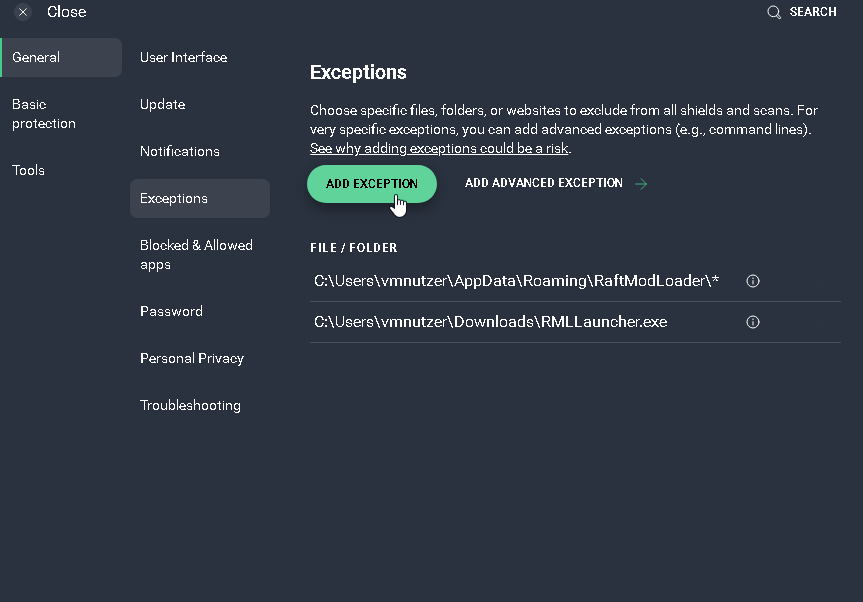 Close
SEARCH
General
Basic
protection
Tools
User Interface
Update
Notifications
Exceptions
Blocked & Allowed
apps
Password
Personal Privacy
Troubleshooting
Exceptions
Choose specific files, folders, or websites to exclude from all shields and scans. For
very specific exceptions, you can add advanced exceptions (e.g., command lines).
See why adding exceptions could be a risk.
ADD EXCEPTION
ADD ADVANCED EXCEPTION
FILE / FOLDER
C:\Users\vmnutzer\AppData\Roaming\RaftModLoader\*
C:\Users\vmnutzer\Downloads\RMLLauncher.exe